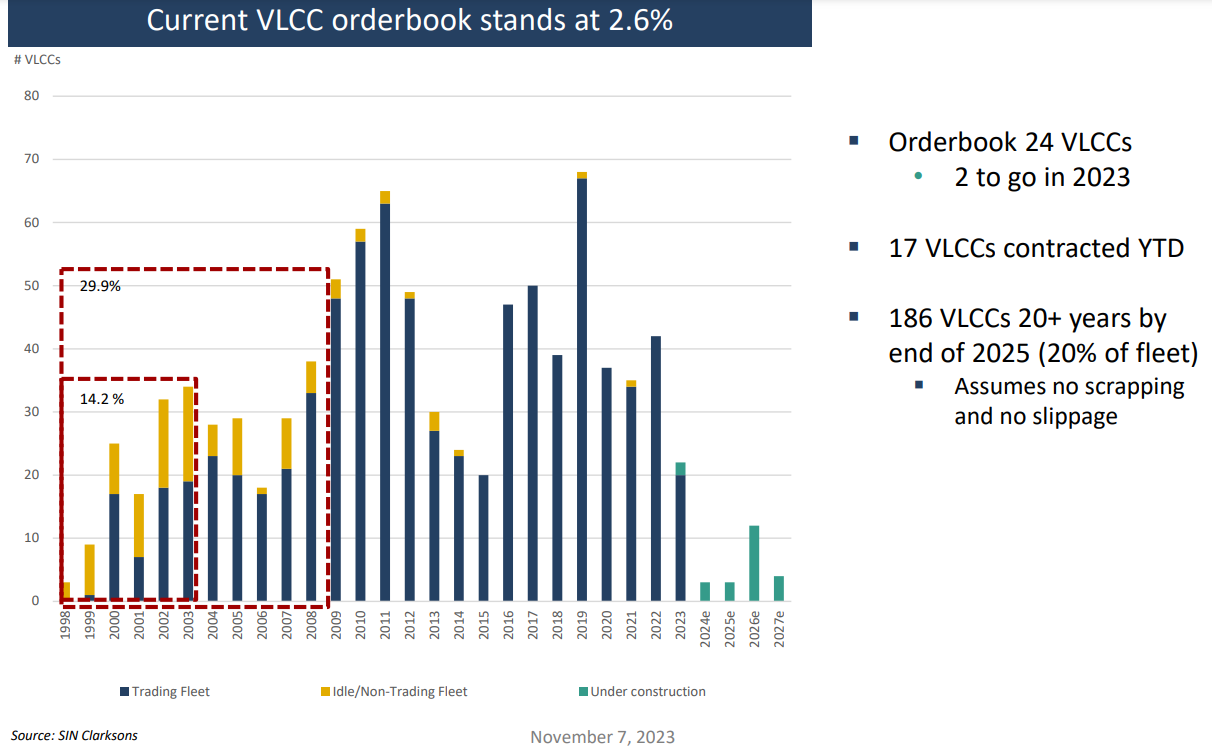 Current VLCC orderbook stands at 2.6%
# VLCCs
80
70
60
50
40
30
20
10
0
29.9%
14.2 %
1998
1999
2000
2001
2002
2003
2004
2005
2006
2007
2008
2009
2010
2011
2012
2013
2014
2015
2016
2017
2018
2019
2020
2021
2022
2023
2024e
2025e
2026e
2027e
Trading Fleet
Idle/Non-Trading Fleet
Under construction
Orderbook 24 VLCCs
2 to go in 2023
17 VLCCs contracted YTD
186 VLCCs 20+ years by
end of 2025 (20% of fleet)
Assumes no scrapping
and no slippage
Source: SIN Clarksons
November 7, 2023